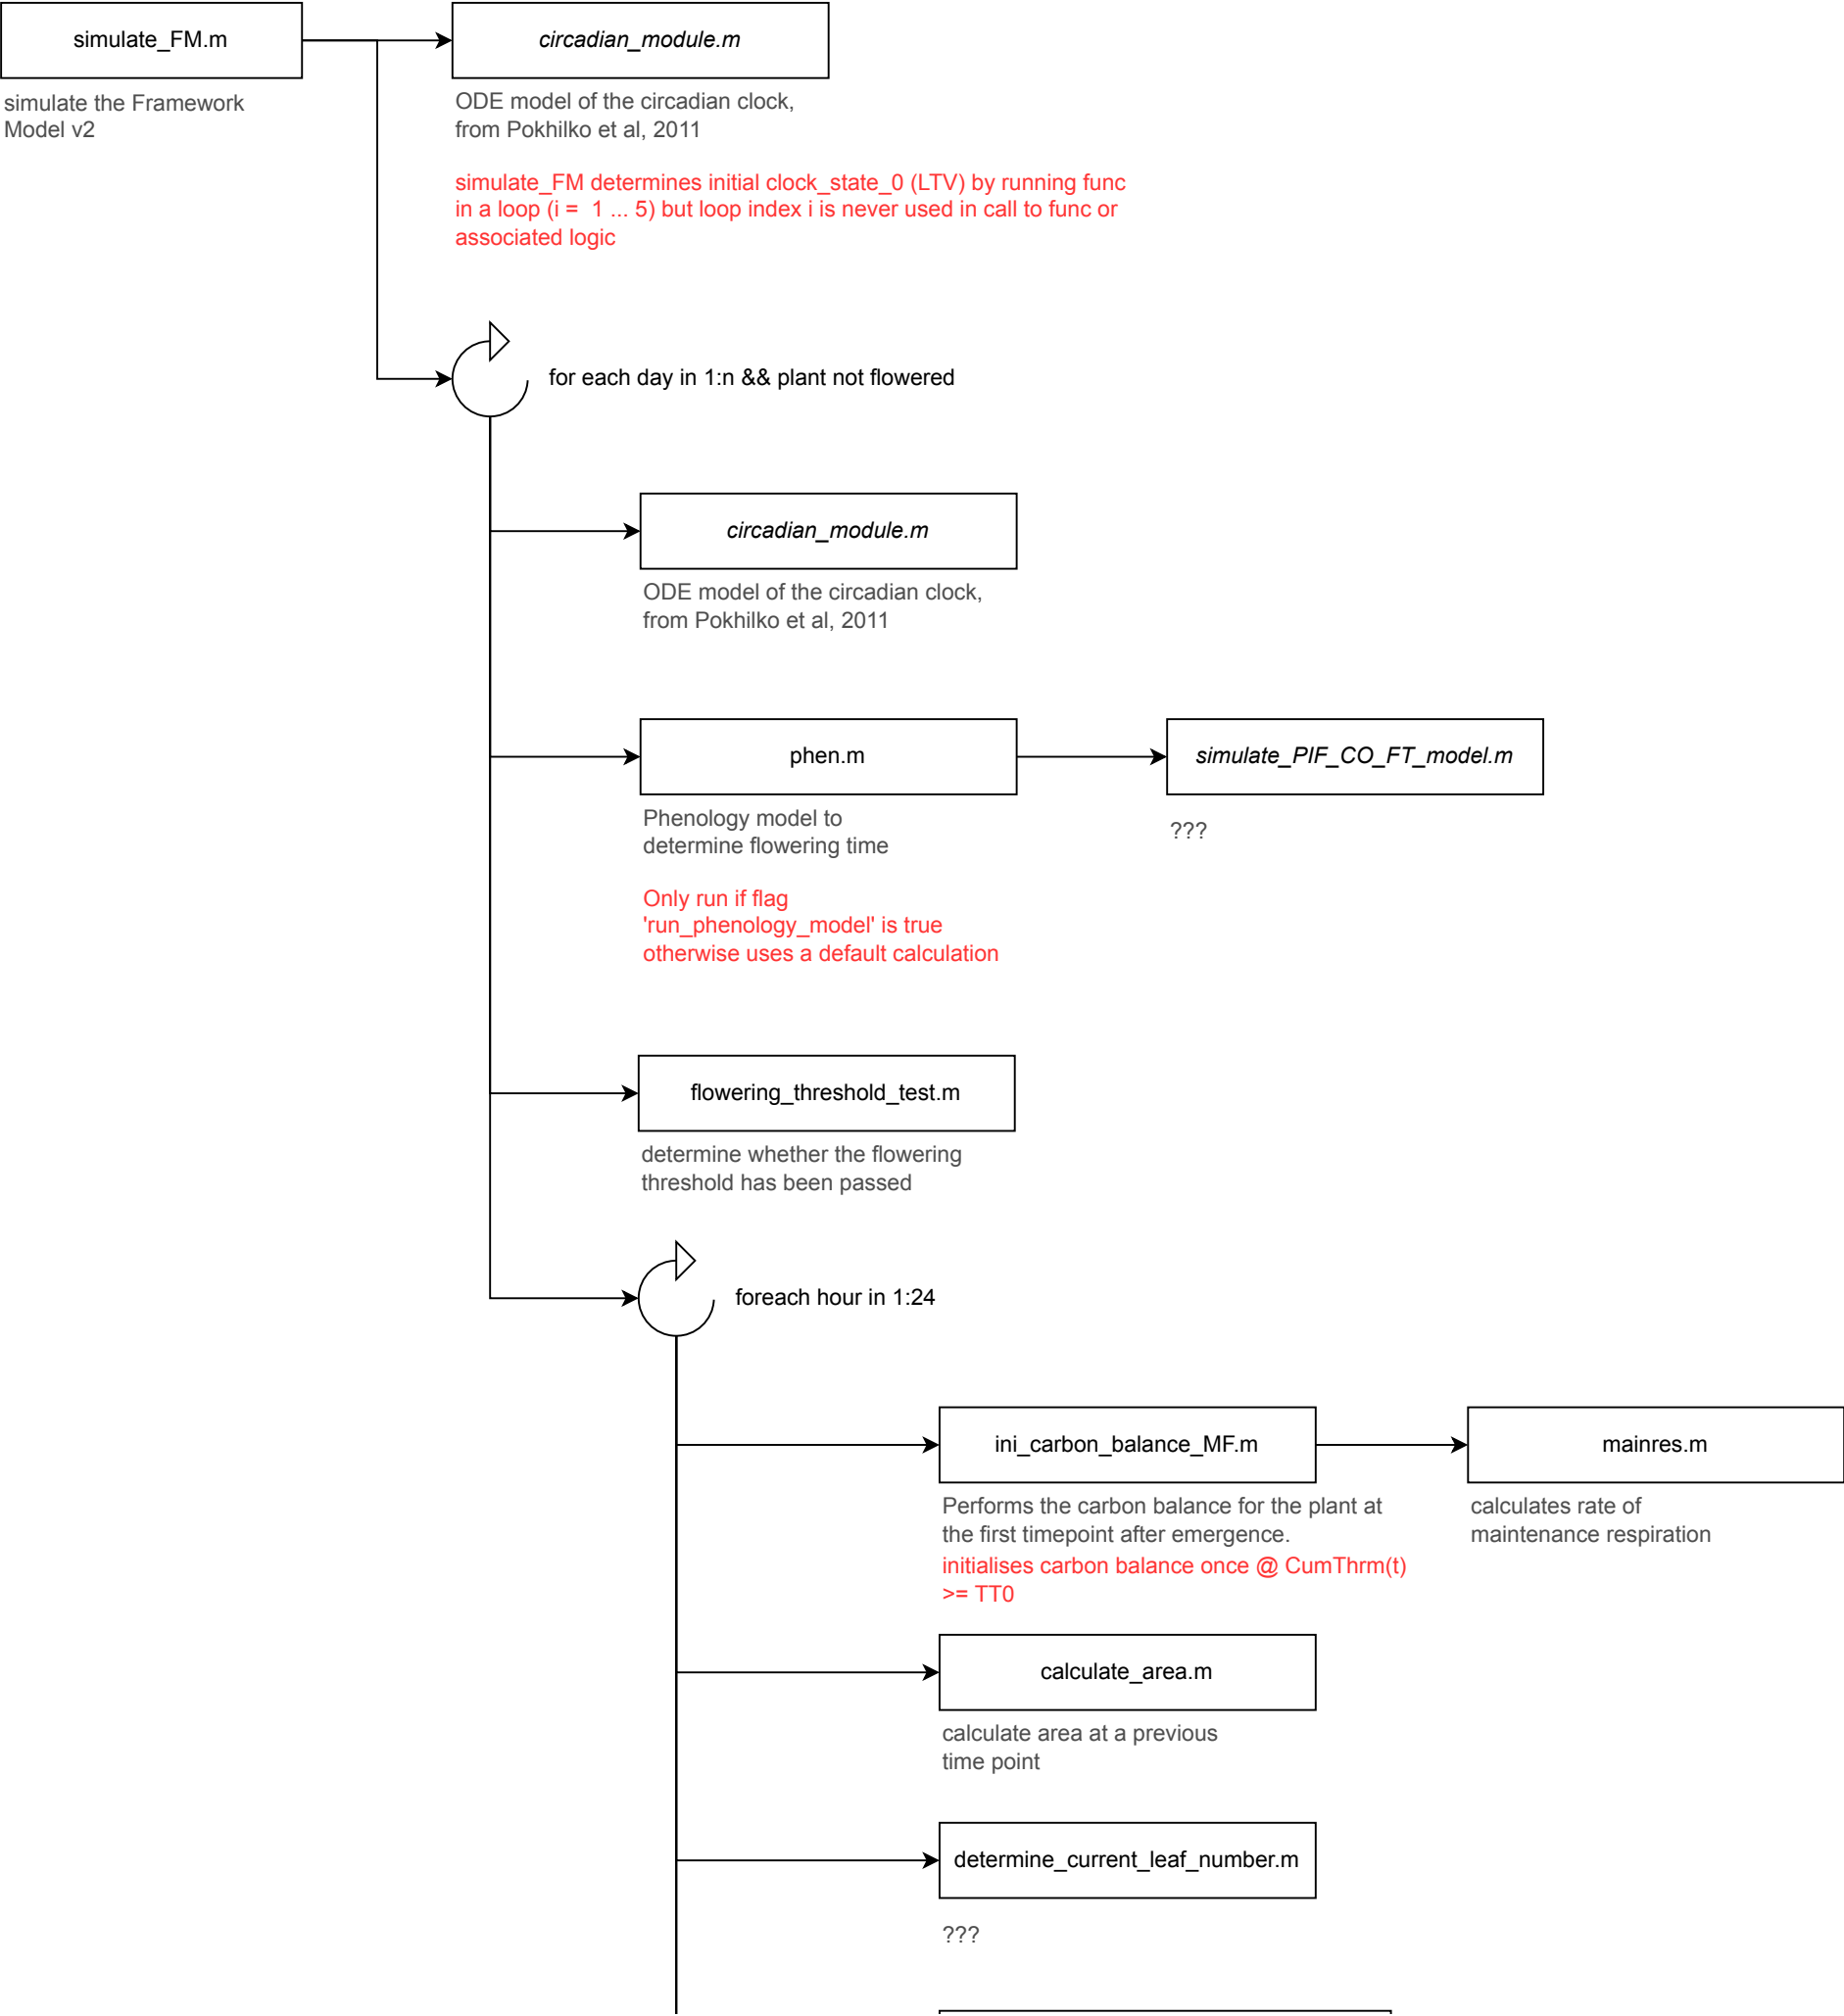 simulate_FM.m
simulate the Framework
Model v2
circadian_module.m
ODE model of the circadian clock,
from Pokhilko et al, 2011
simulate_FM determines initial clock_state_0 (LTV) by running func
in a loop (i =  1 ... 5) but loop index i is never used in call to func or
associated logic
for each day in 1:n && plant not flowered
circadian_module.m
ODE model of the circadian clock,
from Pokhilko et al, 2011
phen.m
Phenology model to
determine flowering time
Only run if flag
'run_phenology_model' is true
otherwise uses a default calculation
simulate_PIF_CO_FT_model.m
???
flowering_threshold_test.m
determine whether the flowering
threshold has been passed
foreach hour in 1:24
ini_carbon_balance_MF.m
Performs the carbon balance for the plant at
the first timepoint after emergence.
initialises carbon balance once @ CumThrm(t)
>= TT0
mainres.m
calculates rate of
maintenance respiration
calculate_area.m
calculate area at a previous
time point
determine_current_leaf_number.m
???